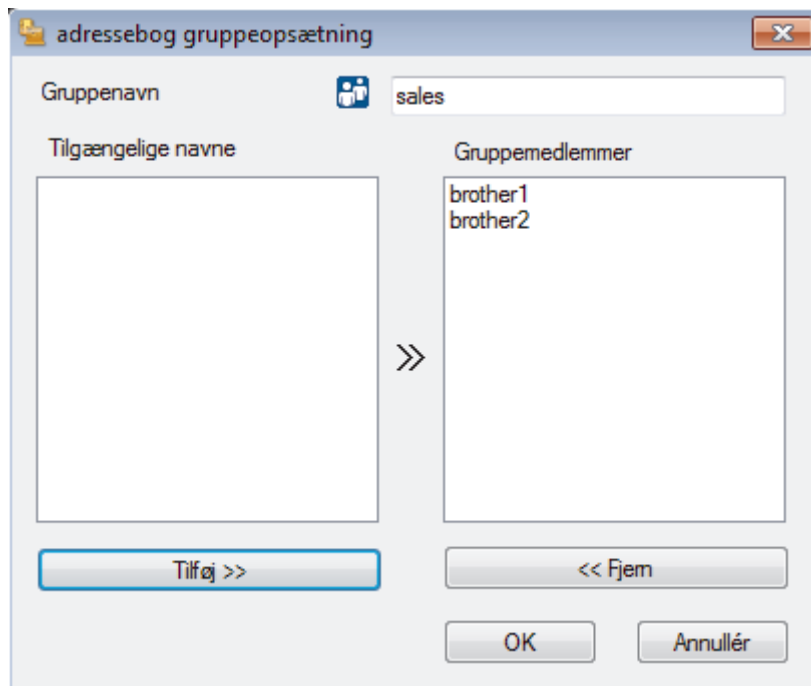 adressebog gruppeopsætning
Gruppenavn
sales
Tilgængelige navne
Gruppemedlemmer
brother1
brother2
Tilføj >>
<< Fjern
OK
Annullér